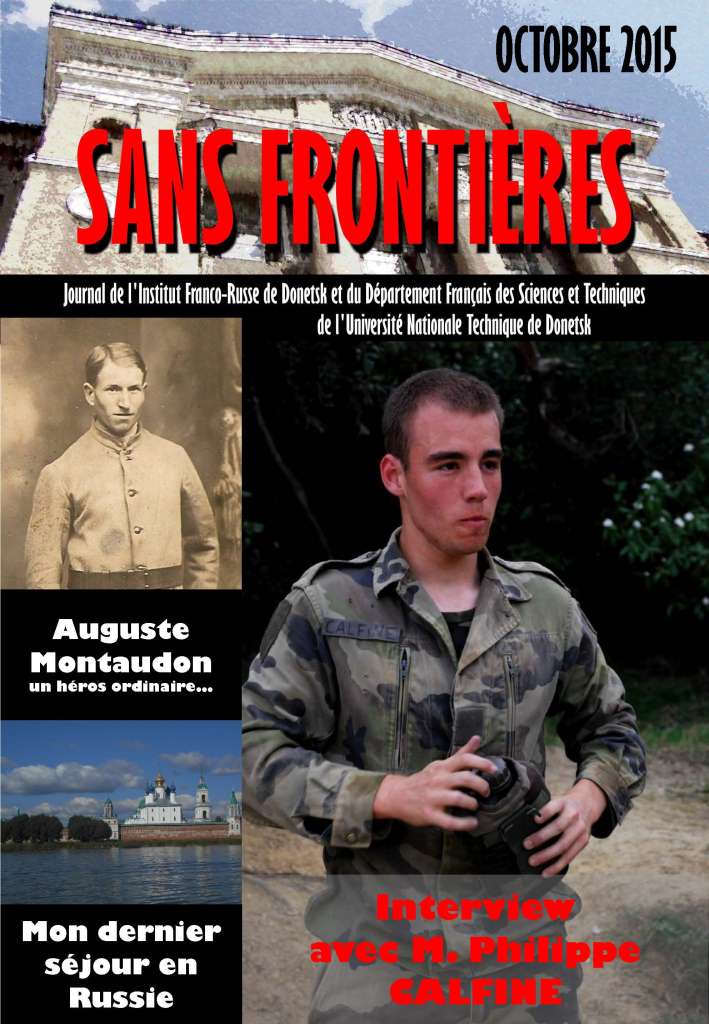 OCTOBRE 2015
SANS FRONTIÈRES
Journal de l'Institut Franco-Russe de Donetsk et du Département Français des Sciences et Techniques
de l'Université Nationale Technique de Donetsk
Auguste
Montaudon
un héros ordinaire...
CALFINE
Mon dernier
séjour en
Russie
Interview
avec M. Philippe
CALFINE